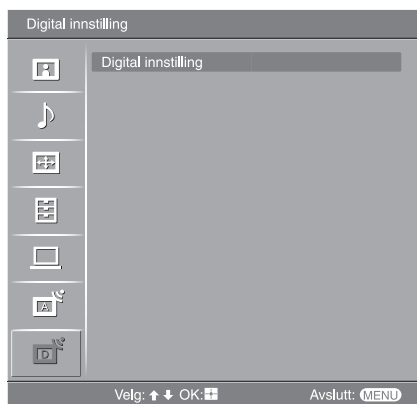 Digital innstilling
Digital innstilling
A
D
Velg: ↑ ↓ OK: Avslutt: MENU